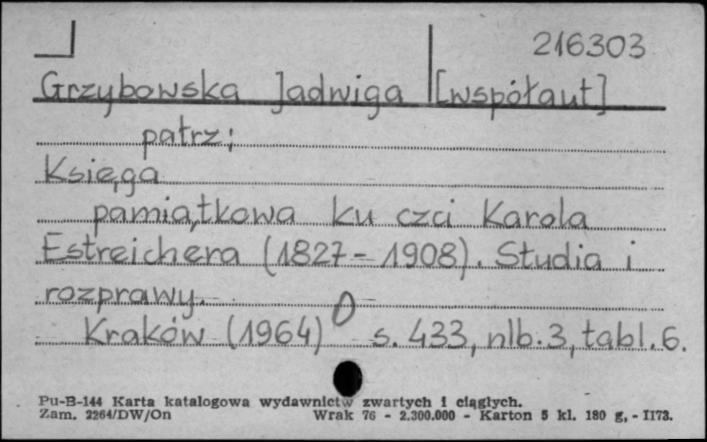 216303
Grzybowska Jadwiga [współaut]
patrz;
Księga
pamiątkowa ku czci Karola
Estreichera (1827 - 1908). Studia i
rozprawy.
Kraków (1964) s. 433, nlb. 3, tabl. 6.
Pu-B-144 Karta katalogowa wydawnictw zwartych i ciągłych.
Zam. 2264/DW/On Wrak 76 - 2.300.000 - Karton 5 kl. 180 g, - II73.